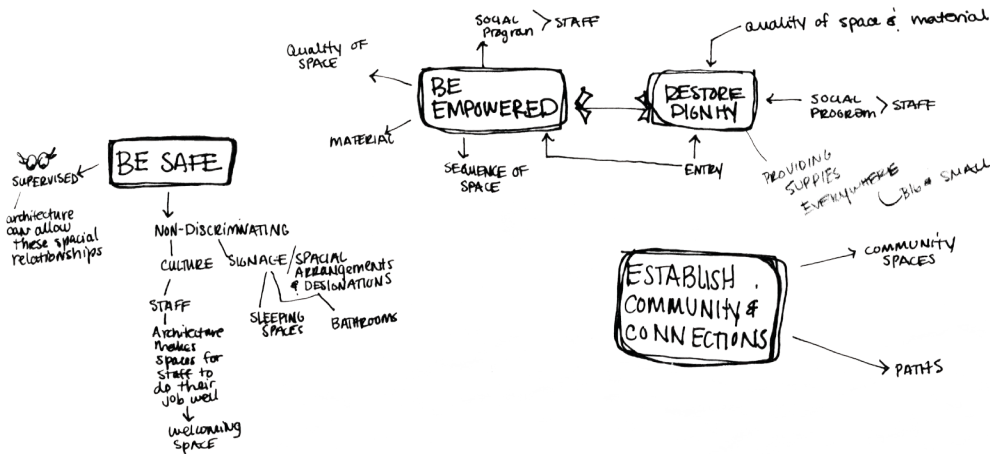 BE SAFE
SUPERVISED
architecture
can allow
these spacial
relationships
NON-DISCRIMINATING
CULTURE
STAFF
Architecture
makes
spaces for
staff to
do their
job well
welcoming
space
SIGNAGE / SPACIAL
ARRANGEMENTS
& DESIGNATIONS
SLEEPING
SPACES
BATHROOMS
BE
EMPOWERED
Quality OF
SPACE
SOCIAL
Program > STAFF
MATERIAL
SEQUENCE OF
SPACE
ENTRY
RESTORE
DIGNITY
quality of space & material
SOCIAL
PROGRAM > STAFF
PROVIDING
SUPPIES
EVERYWHERE
BIG & SMALL
ESTABLISH
COMMUNITY &
CONNECTIONS
COMMUNITY
SPACES
PATHS